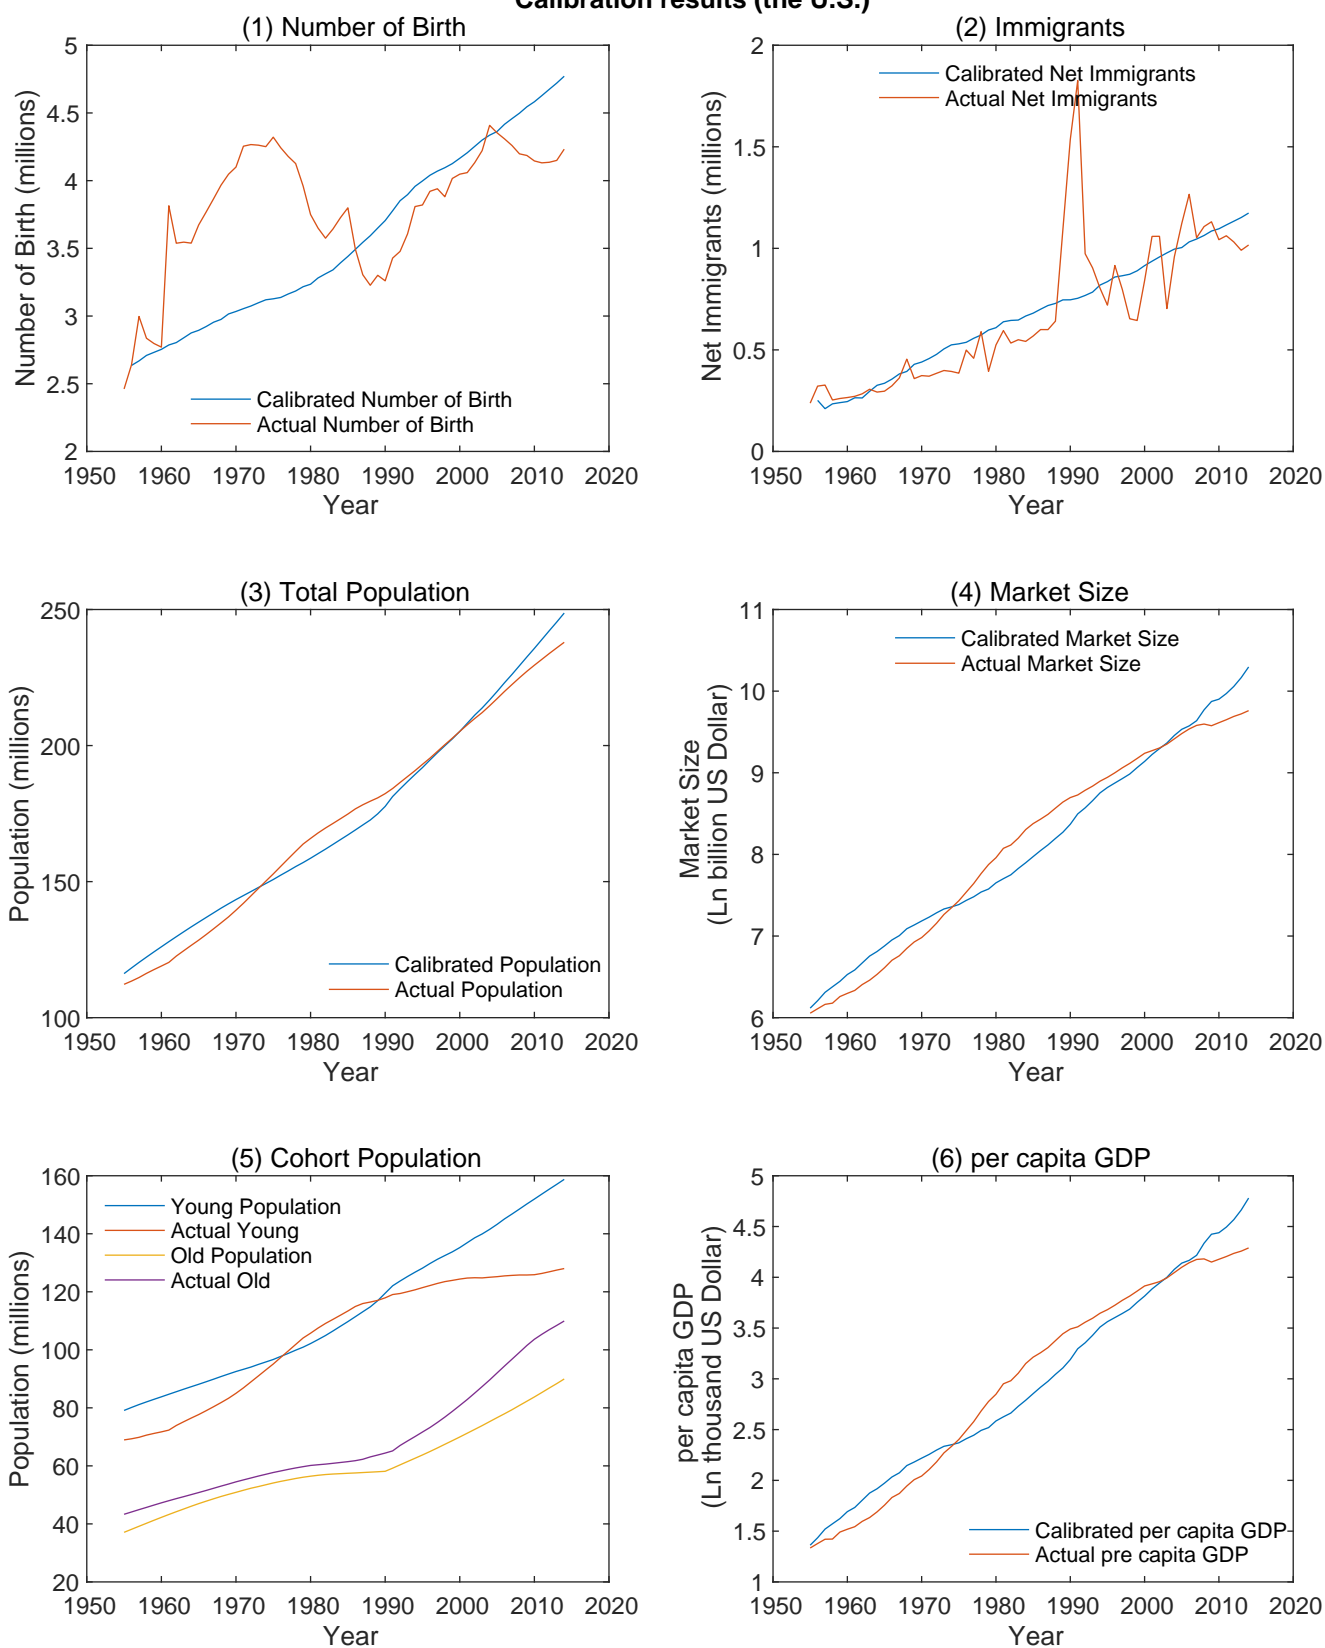 Calibration results (the U.S.)
(1) Number of Birth
5
4.5
4
3.5
3
2.5
2
Number of Birth (millions)
Calibrated Number of Birth
Actual Number of Birth
1950 1960 1970 1980 1990 2000 2010 2020
Year
(2) Immigrants
2
1.5
1
0.5
0
Net Immigrants (millions)
Calibrated Net Immigrants
Actual Net Immigrants
1950 1960 1970 1980 1990 2000 2010 2020
Year
(3) Total Population
250
200
150
100
Population (millions)
Calibrated Population
Actual Population
1950 1960 1970 1980 1990 2000 2010 2020
Year
(4) Market Size
11
10
9
8
7
6
Market Size
(Ln billion US Dollar)
Calibrated Market Size
Actual Market Size
1950 1960 1970 1980 1990 2000 2010 2020
Year
(5) Cohort Population
160
140
120
100
80
60
40
20
Population (millions)
Young Population
Actual Young
Old Population
Actual Old
1950 1960 1970 1980 1990 2000 2010 2020
Year
(6) per capita GDP
5
4.5
4
3.5
3
2.5
2
1.5
1
per capita GDP
(Ln thousand US Dollar)
Calibrated per capita GDP
Actual pre capita GDP
1950 1960 1970 1980 1990 2000 2010 2020
Year